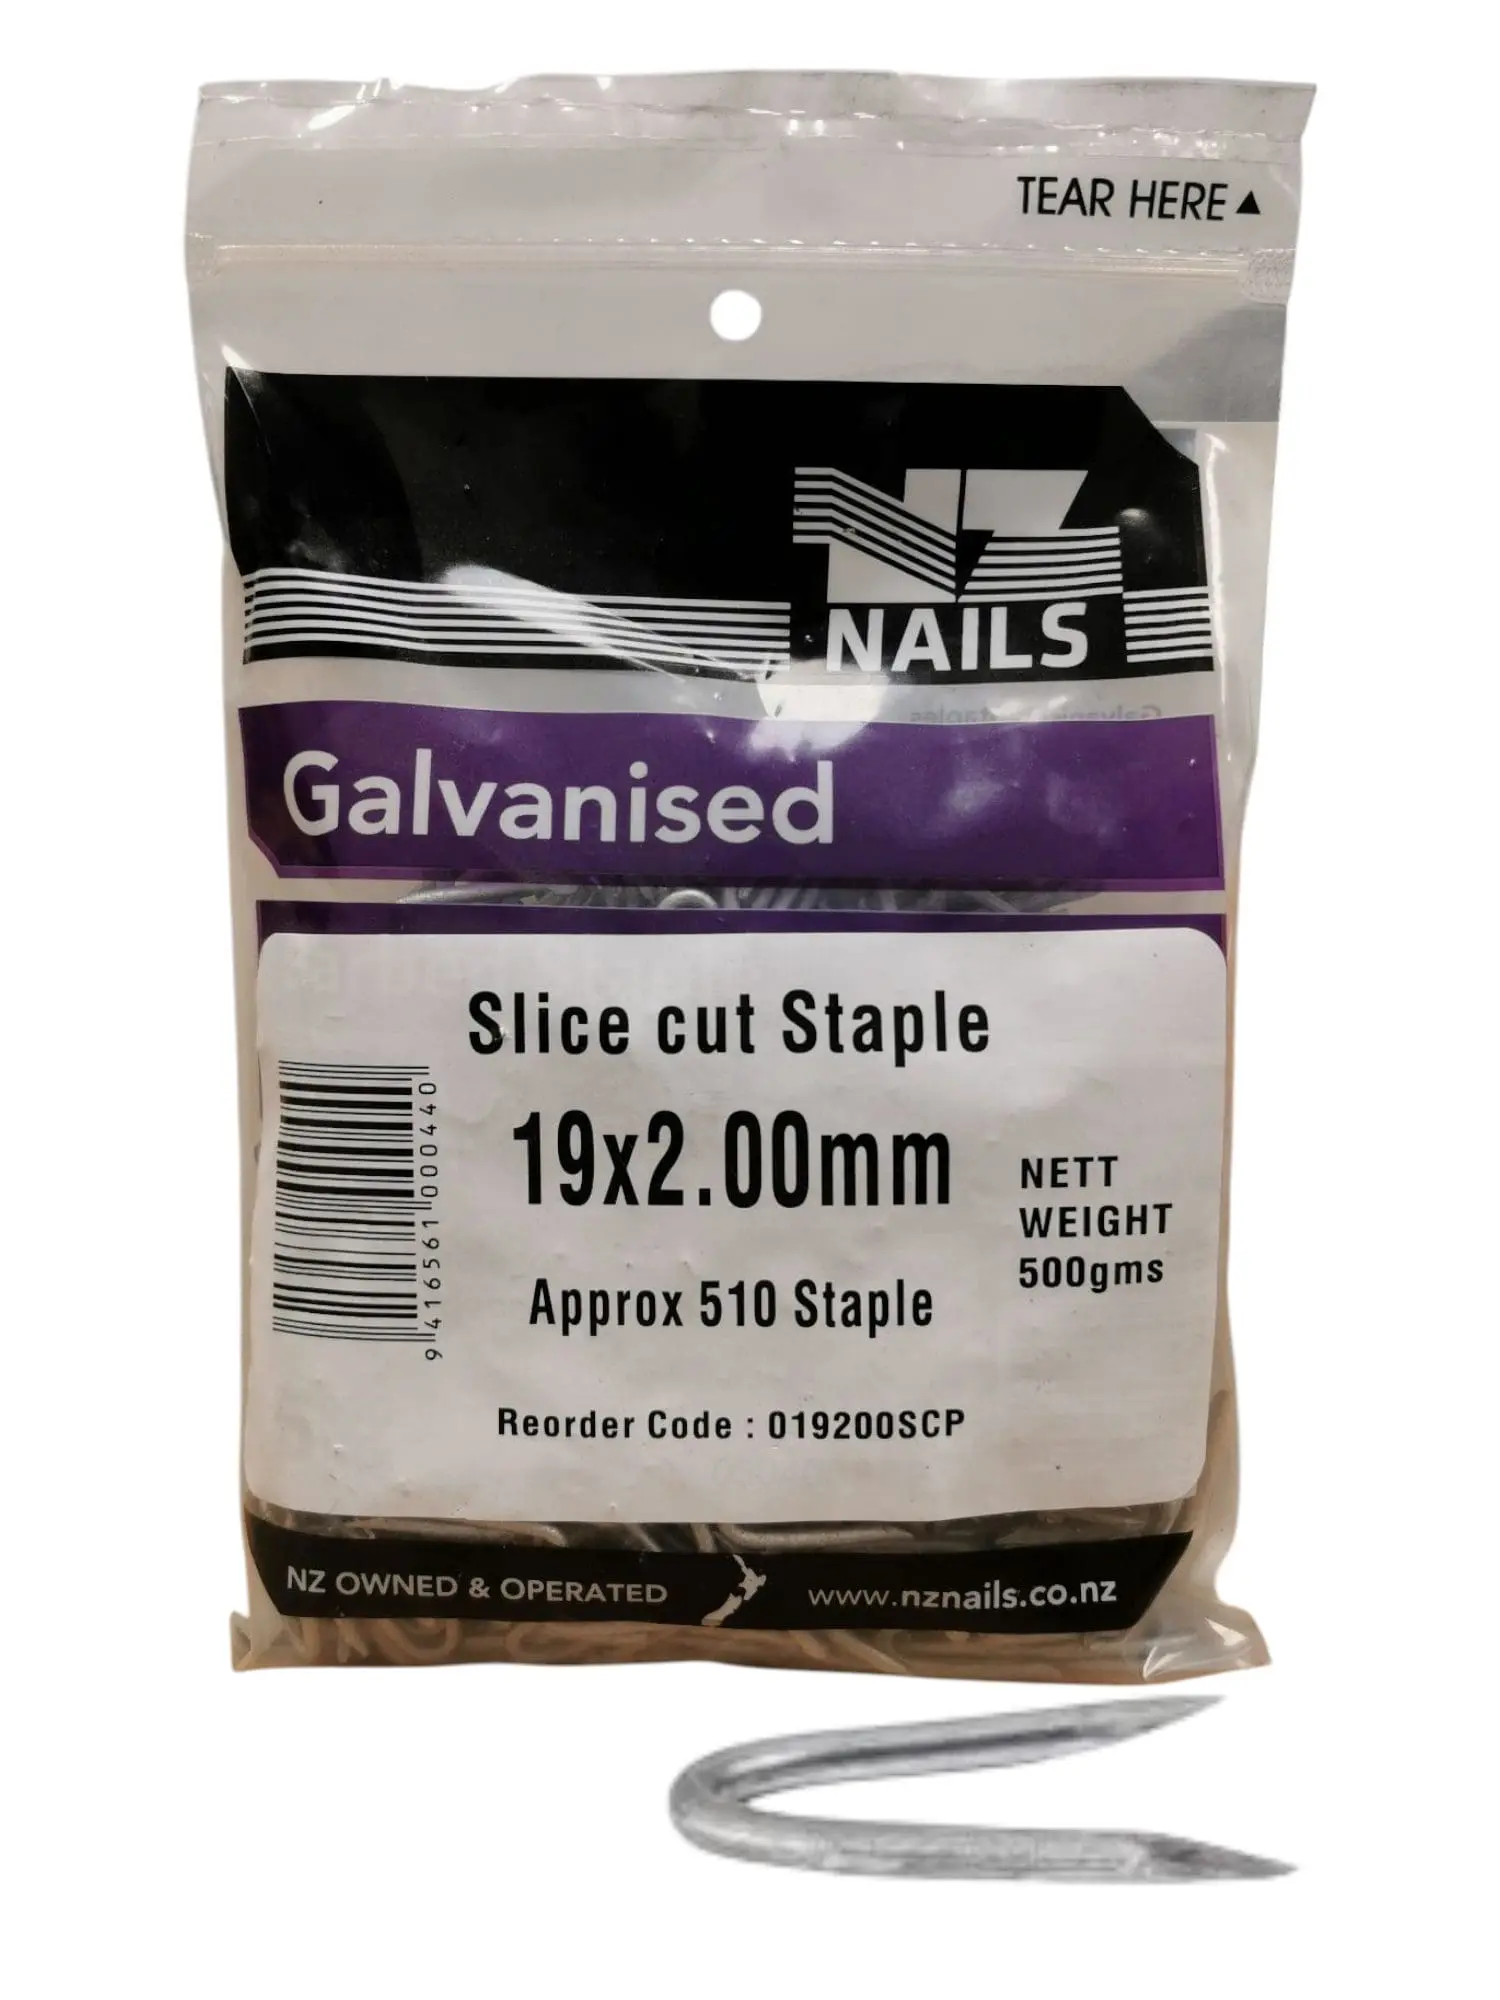 TEAR HERE▲
NZ
NAILS
Galvanised
Slice cut Staple
19x2.00mm
NETT
WEIGHT
500gms
Approx 510 Staple
Reorder Code : 019200SCP
9 416561 000440
NZ OWNED & OPERATED
www.nznails.co.nz